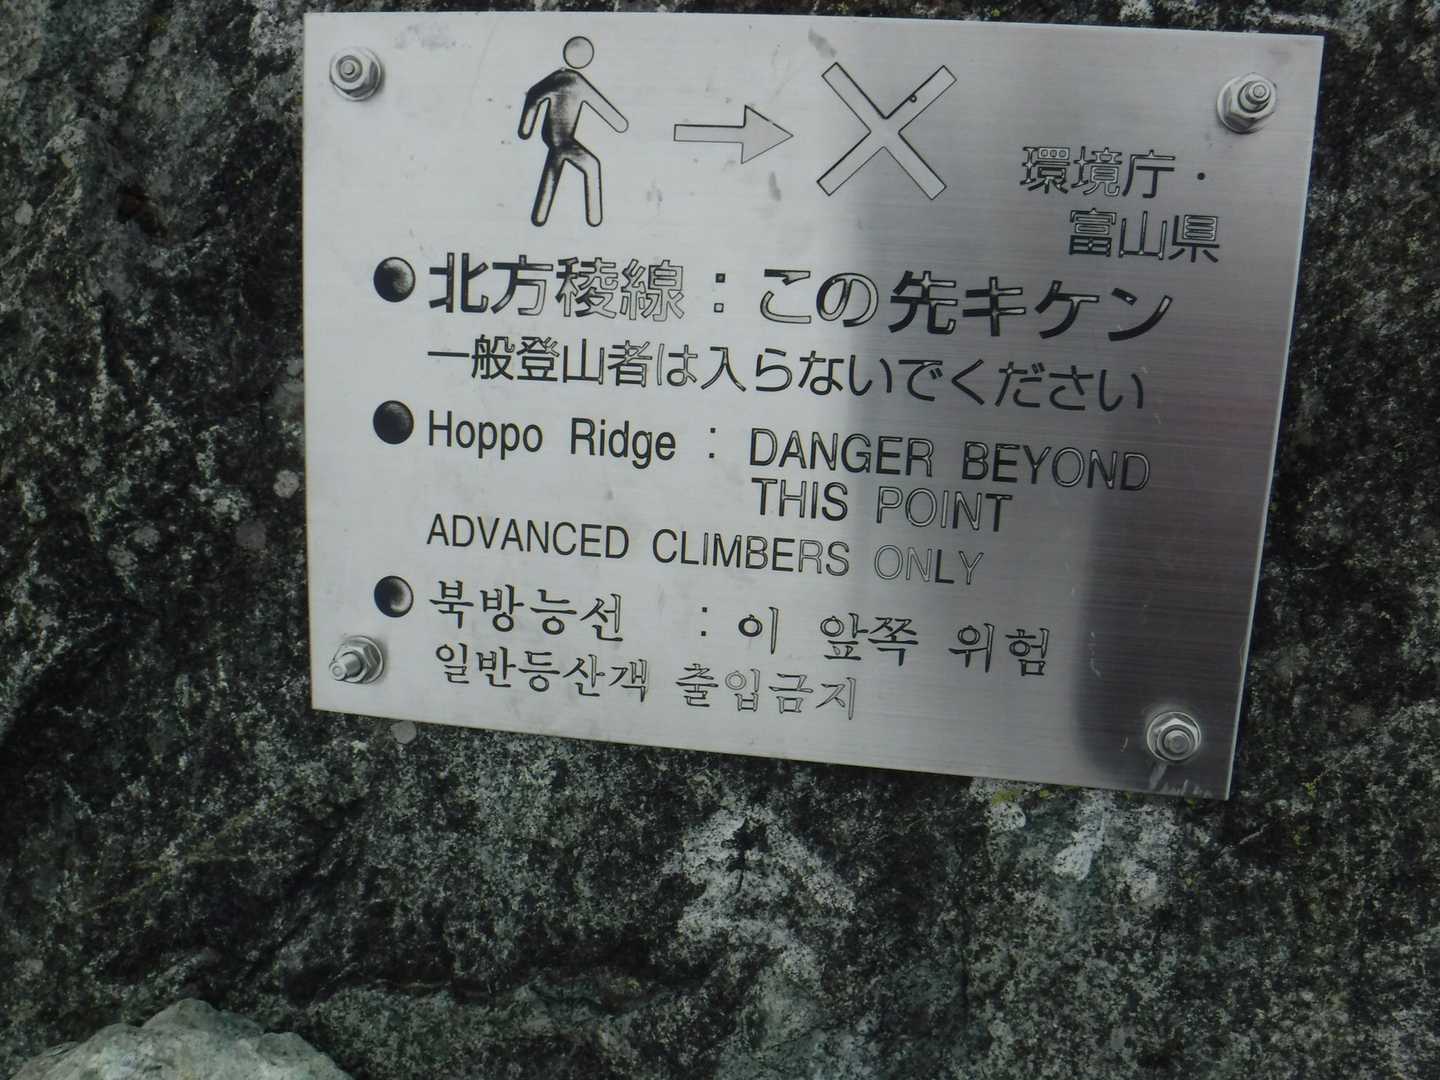 環境庁・
富山県
●北方稜線：この先キケン
一般登山者は入らないでください
●Hoppo Ridge : DANGER BEYOND
THIS POINT
ADVANCED CLIMBERS ONLY
●북방능선 : 이 앞쪽 위험
일반등산객 출입금지